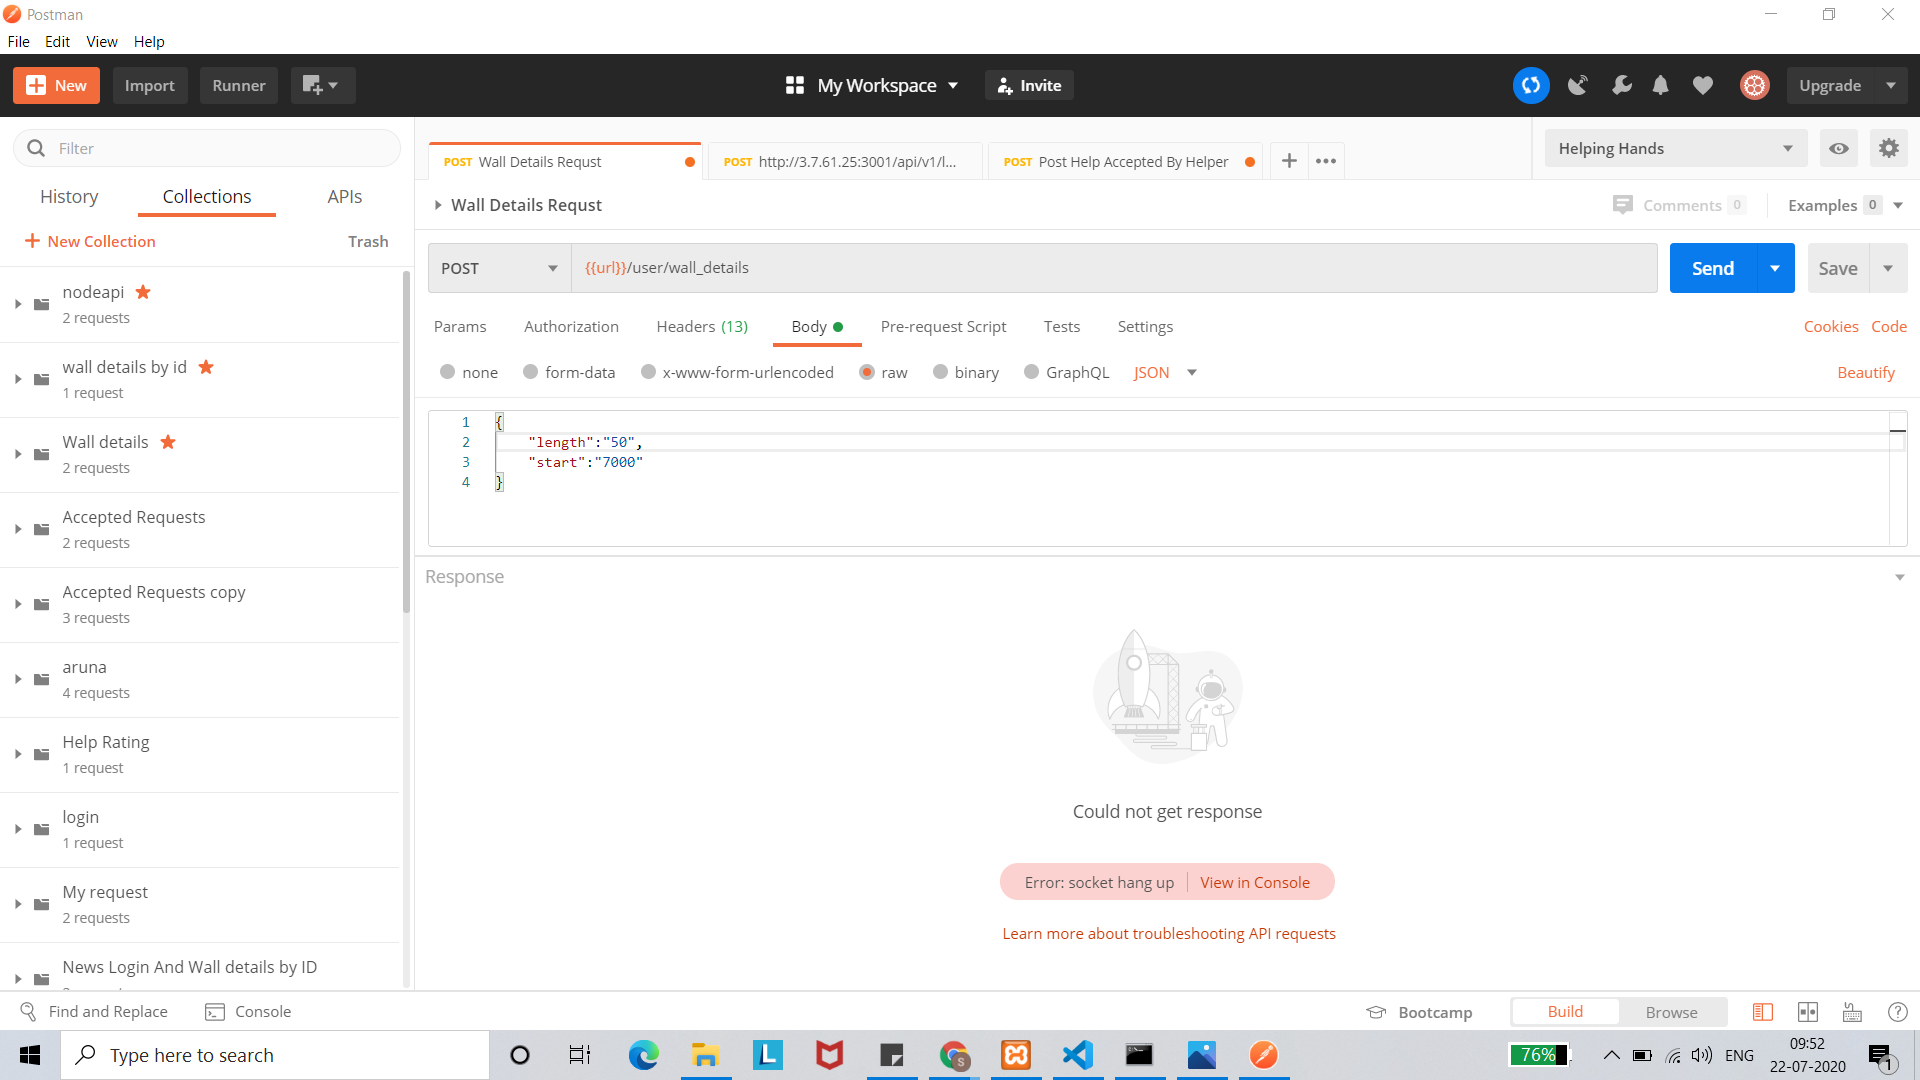 Postman
File Edit View Help
New Import Runner My Workspace Invite Upgrade
Filter
History Collections APIs
New Collection Trash
nodeapi
2 requests
wall details by id
1 request
Wall details
2 requests
Accepted Requests
2 requests
Accepted Requests copy
3 requests
aruna
4 requests
Help Rating
1 request
login
1 request
My request
2 requests
News Login And Wall details by ID
POST Wall Details Requst
POST http://3.7.61.25:3001/api/v1/l...
POST Post Help Accepted By Helper
Helping Hands
Wall Details Requst
Comments 0 Examples 0
POST {{url}}/user/wall_details Send Save
Params Authorization Headers (13) Body Pre-request Script Tests Settings Cookies Code
none form-data x-www-form-urlencoded raw binary GraphQL JSON Beautify
1 {
2 "length":"50",
3 "start":"7000"
4 }
Response
Could not get response
Error: socket hang up View in Console
Learn more about troubleshooting API requests
Find and Replace Console Bootcamp Build Browse
Type here to search
76%
ENG
09:52
22-07-2020
1